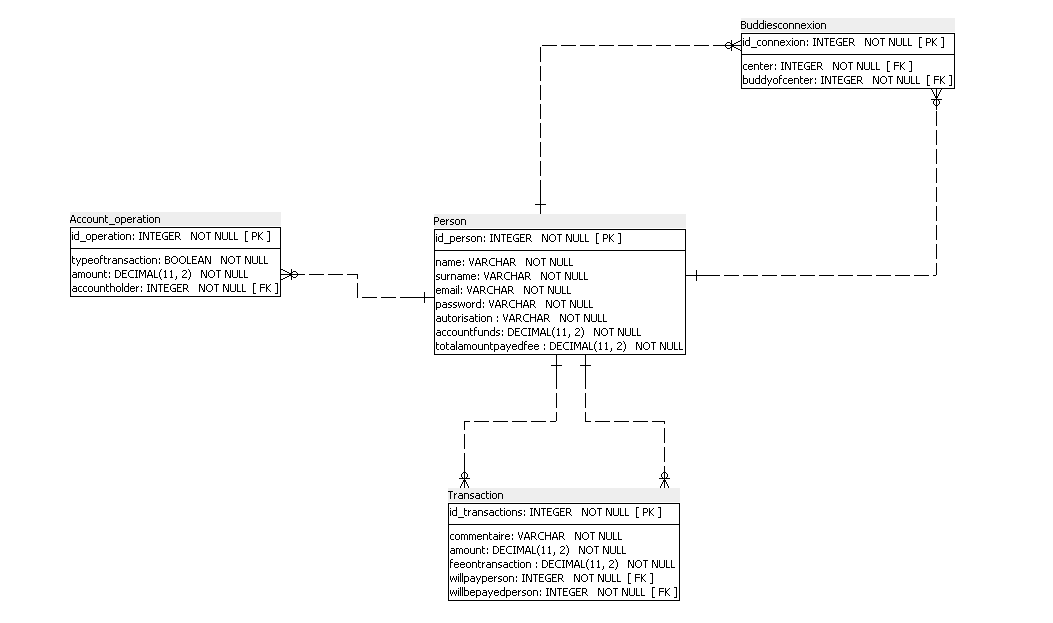 Buddiesconnexion
id_connexion: INTEGER NOT NULL [ PK ]
center: INTEGER NOT NULL [ FK ]
buddyofcenter: INTEGER NOT NULL [ FK ]
Account_operation
id_operation: INTEGER NOT NULL [ PK ]
typeoftransaction: BOOLEAN NOT NULL
amount: DECIMAL(11, 2) NOT NULL
accountholder: INTEGER NOT NULL [ FK ]
Person
id_person: INTEGER NOT NULL [ PK ]
name: VARCHAR NOT NULL
surname: VARCHAR NOT NULL
email: VARCHAR NOT NULL
password: VARCHAR NOT NULL
autorisation : VARCHAR NOT NULL
accountfunds: DECIMAL(11, 2) NOT NULL
totalamountpayedfee : DECIMAL(11, 2) NOT NULL
Transaction
id_transactions: INTEGER NOT NULL [ PK ]
commentaire: VARCHAR NOT NULL
amount: DECIMAL(11, 2) NOT NULL
feeontransaction : DECIMAL(11, 2) NOT NULL
willpayperson: INTEGER NOT NULL [ FK ]
willbepayedperson: INTEGER NOT NULL [ FK ]